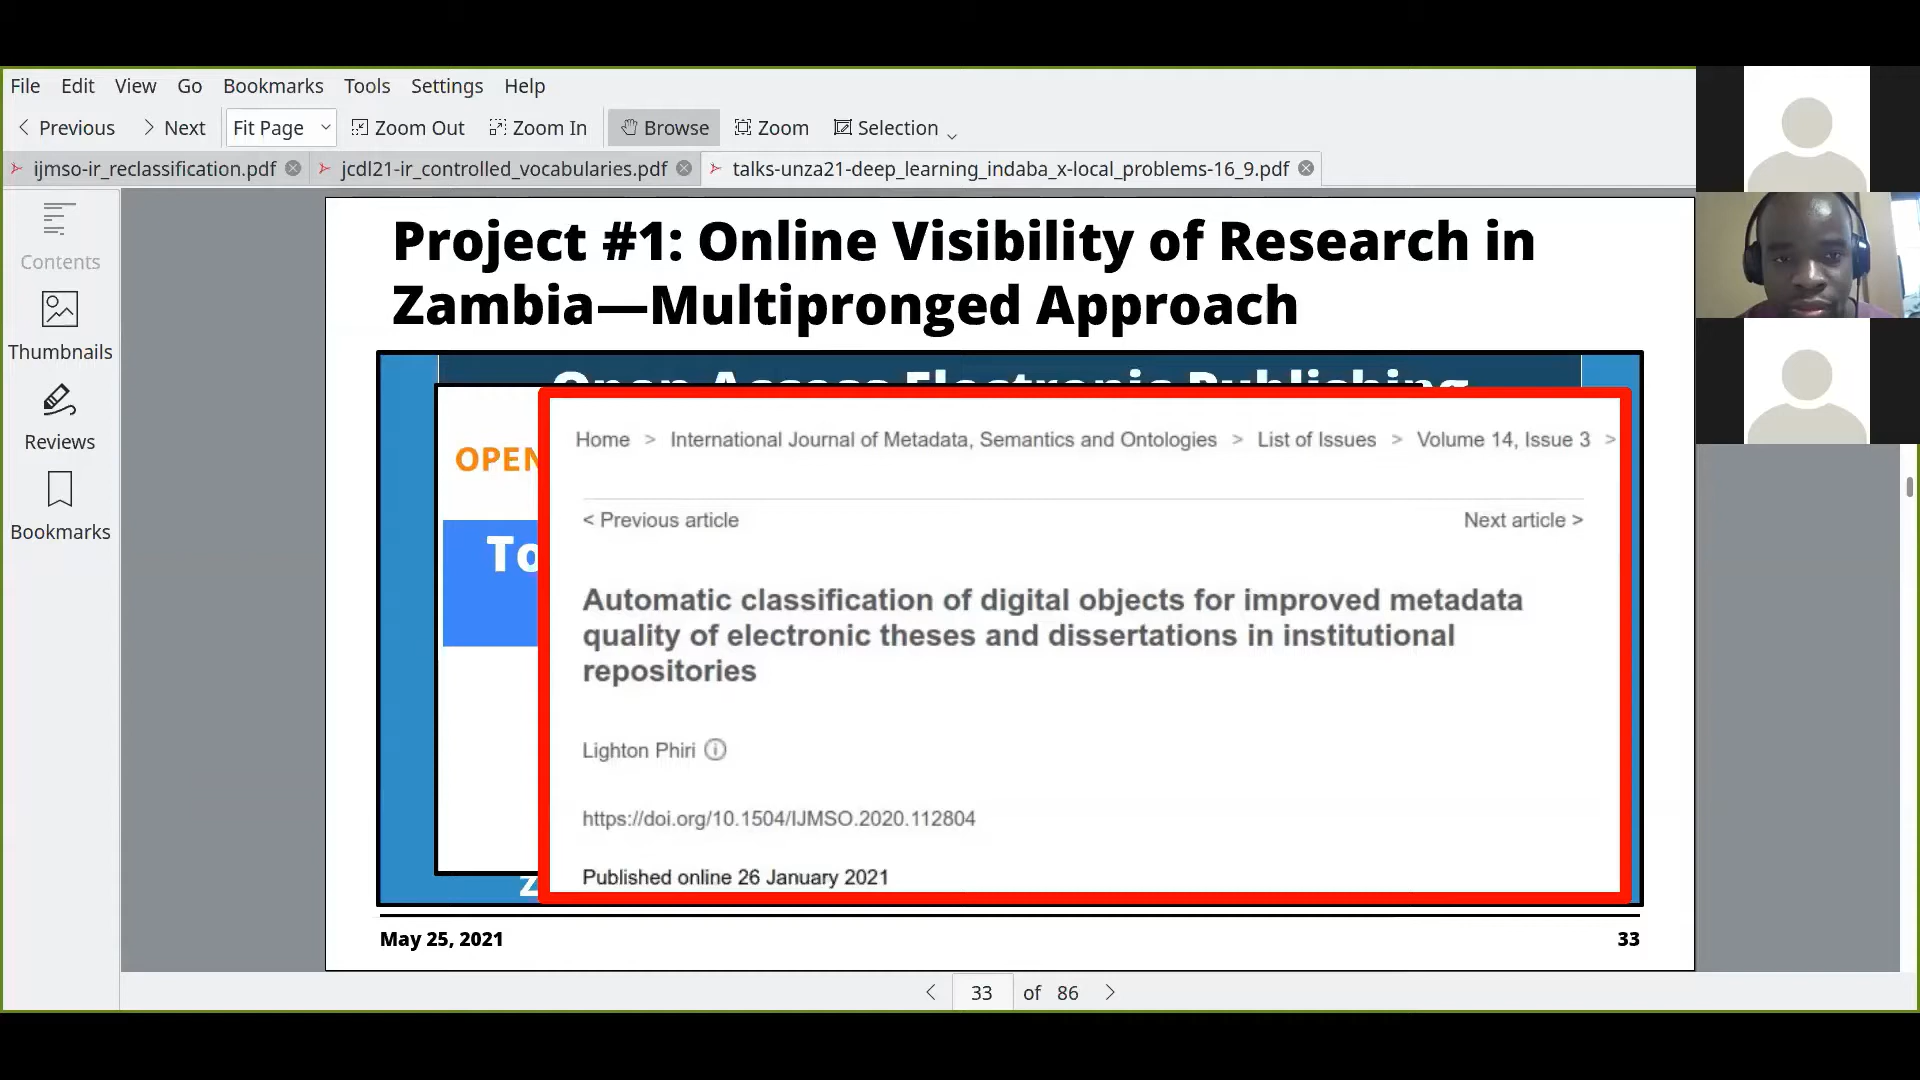 File Edit View Go Bookmarks Tools Settings Help
Previous Next Fit Page Zoom Out Zoom In Browse Zoom Selection
ijmso-ir_reclassification.pdf jcdl21-ir_controlled_vocabularies.pdf talks-unza21-deep_learning_indaba_x-local_problems-16_9.pdf
Contents
Thumbnails
Reviews
Bookmarks
Project #1: Online Visibility of Research in
Zambia—Multipronged Approach
Open Access Electronic Publishing
OPEN
To
Home > International Journal of Metadata, Semantics and Ontologies > List of Issues > Volume 14, Issue 3 >
< Previous article Next article >
Automatic classification of digital objects for improved metadata
quality of electronic theses and dissertations in institutional
repositories
Lighton Phiri
https://doi.org/10.1504/IJMSO.2020.112804
Published online 26 January 2021
May 25, 2021 33
33 of 86